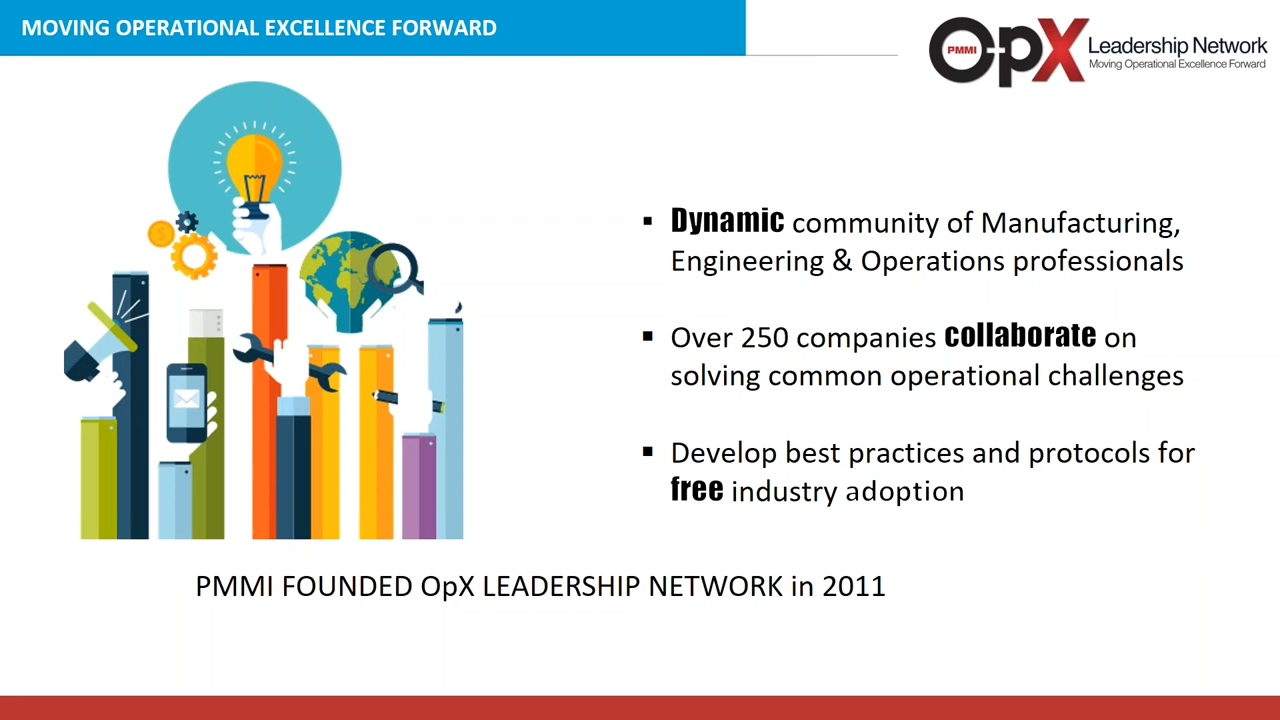 MOVING OPERATIONAL EXCELLENCE FORWARD
PMMI
OpX
Leadership Network
Moving Operational Excellence Forward
$
▪ Dynamic community of Manufacturing,
Engineering & Operations professionals
▪ Over 250 companies collaborate on
solving common operational challenges
▪ Develop best practices and protocols for
free industry adoption
PMMI FOUNDED OpX LEADERSHIP NETWORK in 2011